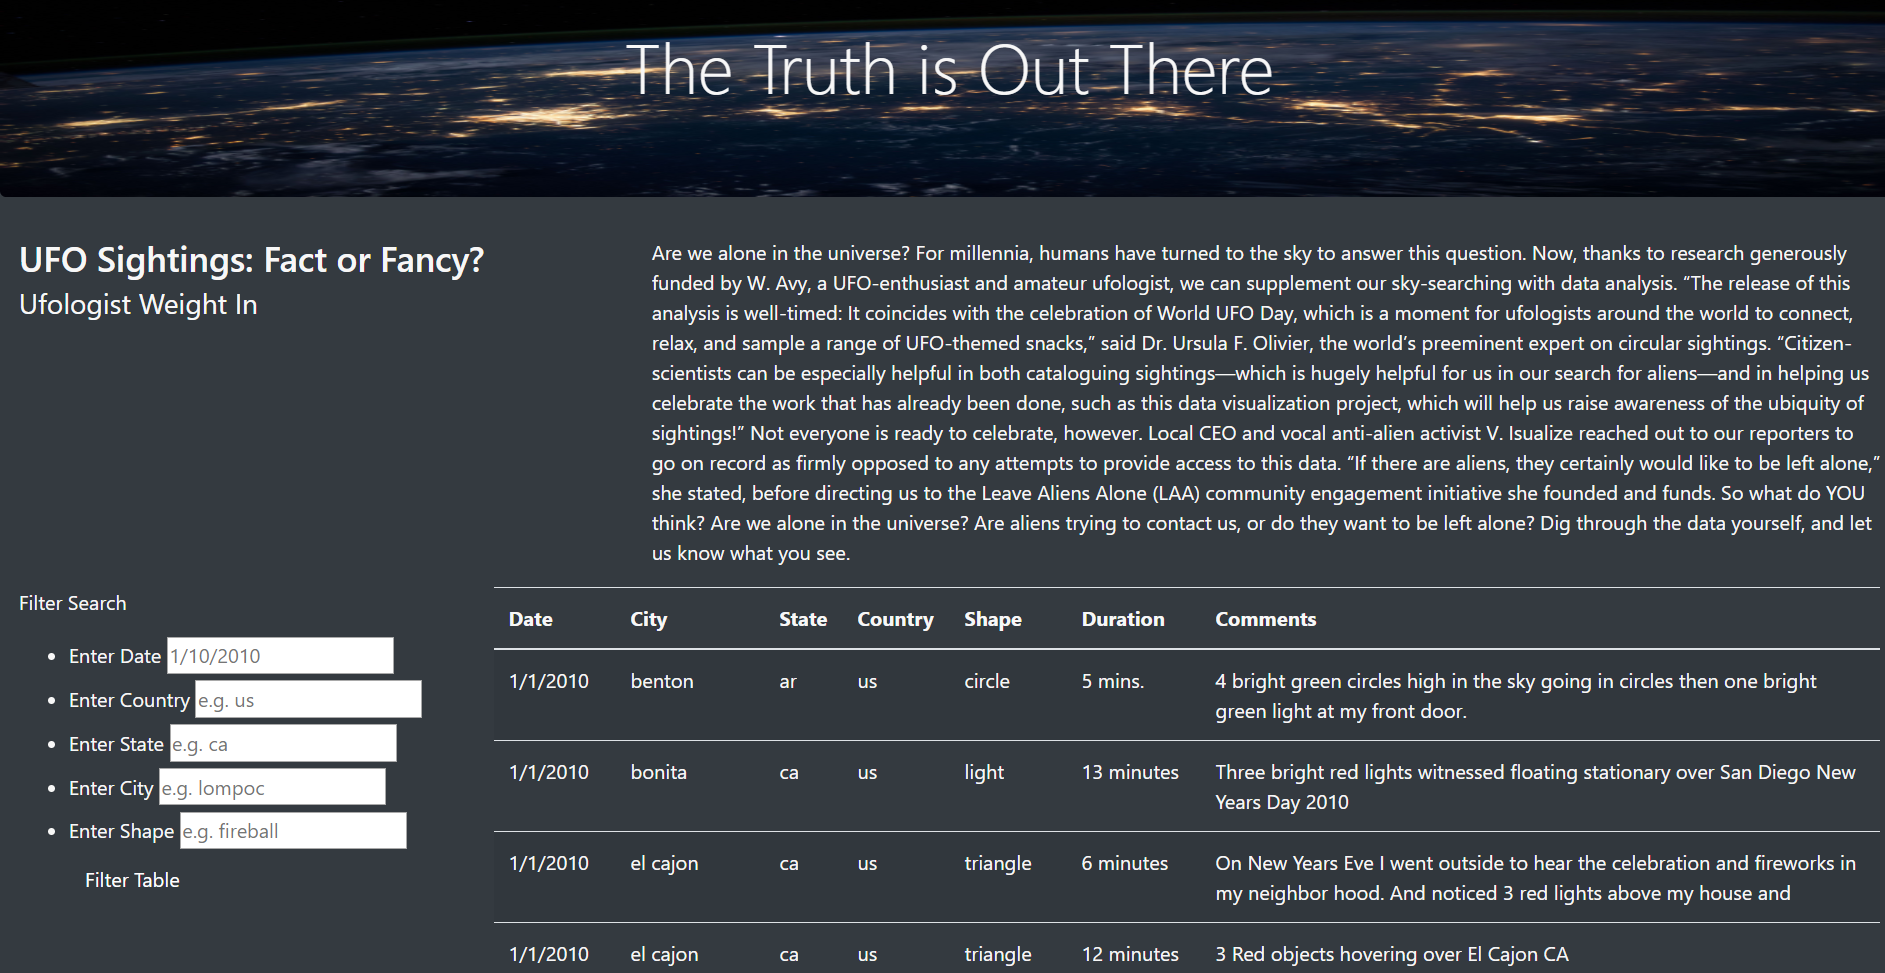 The Truth is Out There
UFO Sightings: Fact or Fancy?
Ufologist Weight In
Are we alone in the universe? For millennia, humans have turned to the sky to answer this question. Now, thanks to research generously
funded by W. Avy, a UFO-enthusiast and amateur ufologist, we can supplement our sky-searching with data analysis. “The release of this
analysis is well-timed: It coincides with the celebration of World UFO Day, which is a moment for ufologists around the world to connect,
relax, and sample a range of UFO-themed snacks,” said Dr. Ursula F. Olivier, the world’s preeminent expert on circular sightings. “Citizen-
scientists can be especially helpful in both cataloguing sightings—which is hugely helpful for us in our search for aliens—and in helping us
celebrate the work that has already been done, such as this data visualization project, which will help us raise awareness of the ubiquity of
sightings!” Not everyone is ready to celebrate, however. Local CEO and vocal anti-alien activist V. Isualize reached out to our reporters to
go on record as firmly opposed to any attempts to provide access to this data. “If there are aliens, they certainly would like to be left alone,”
she stated, before directing us to the Leave Aliens Alone (LAA) community engagement initiative she founded and funds. So what do YOU
think? Are we alone in the universe? Are aliens trying to contact us, or do they want to be left alone? Dig through the data yourself, and let
us know what you see.
Filter Search
Enter Date 1/10/2010
Enter Country e.g. us
Enter State e.g. ca
Enter City e.g. lompoc
Enter Shape e.g. fireball
Filter Table
Date City State Country Shape Duration Comments
1/1/2010 benton ar us circle 5 mins. 4 bright green circles high in the sky going in circles then one bright
green light at my front door.
1/1/2010 bonita ca us light 13 minutes Three bright red lights witnessed floating stationary over San Diego New
Years Day 2010
1/1/2010 el cajon ca us triangle 6 minutes On New Years Eve I went outside to hear the celebration and fireworks in
my neighbor hood. And noticed 3 red lights above my house and
1/1/2010 el cajon ca us triangle 12 minutes 3 Red objects hovering over El Cajon CA